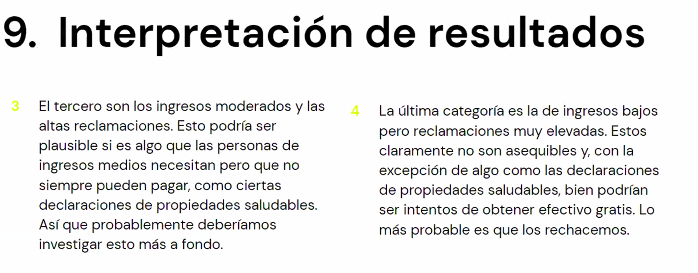 9. Interpretación de resultados
3
El tercero son los ingresos moderados y las
altas reclamaciones. Esto podría ser
plausible si es algo que las personas de
ingresos medios necesitan pero que no
siempre pueden pagar, como ciertas
declaraciones de propiedades saludables.
Así que probablemente deberíamos
investigar esto más a fondo.
4
La última categoría es la de ingresos bajos
pero reclamaciones muy elevadas. Estos
claramente no son asequibles y, con la
excepción de algo como las declaraciones
de propiedades saludables, bien podrían
ser intentos de obtener efectivo gratis. Lo
más probable es que los rechacemos.